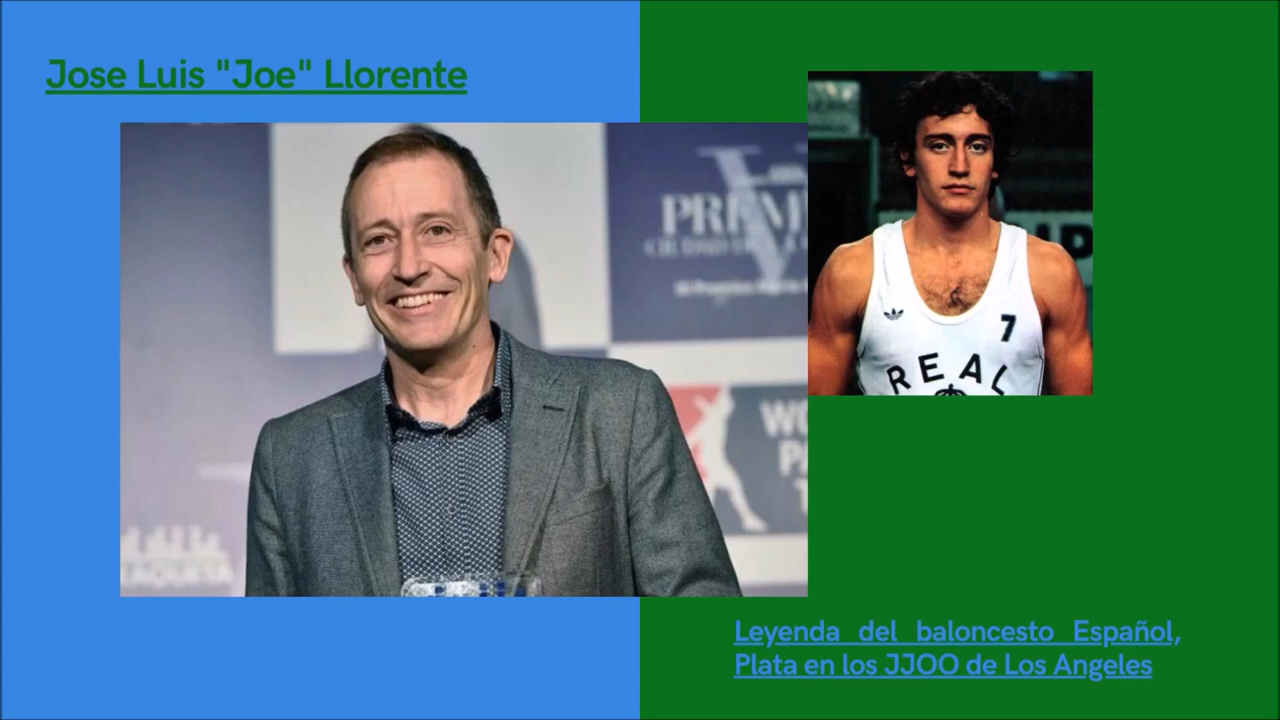 Jose Luis "Joe" Llorente
7
REAL
Leyenda del baloncesto Español,
Plata en los JJOO de Los Angeles